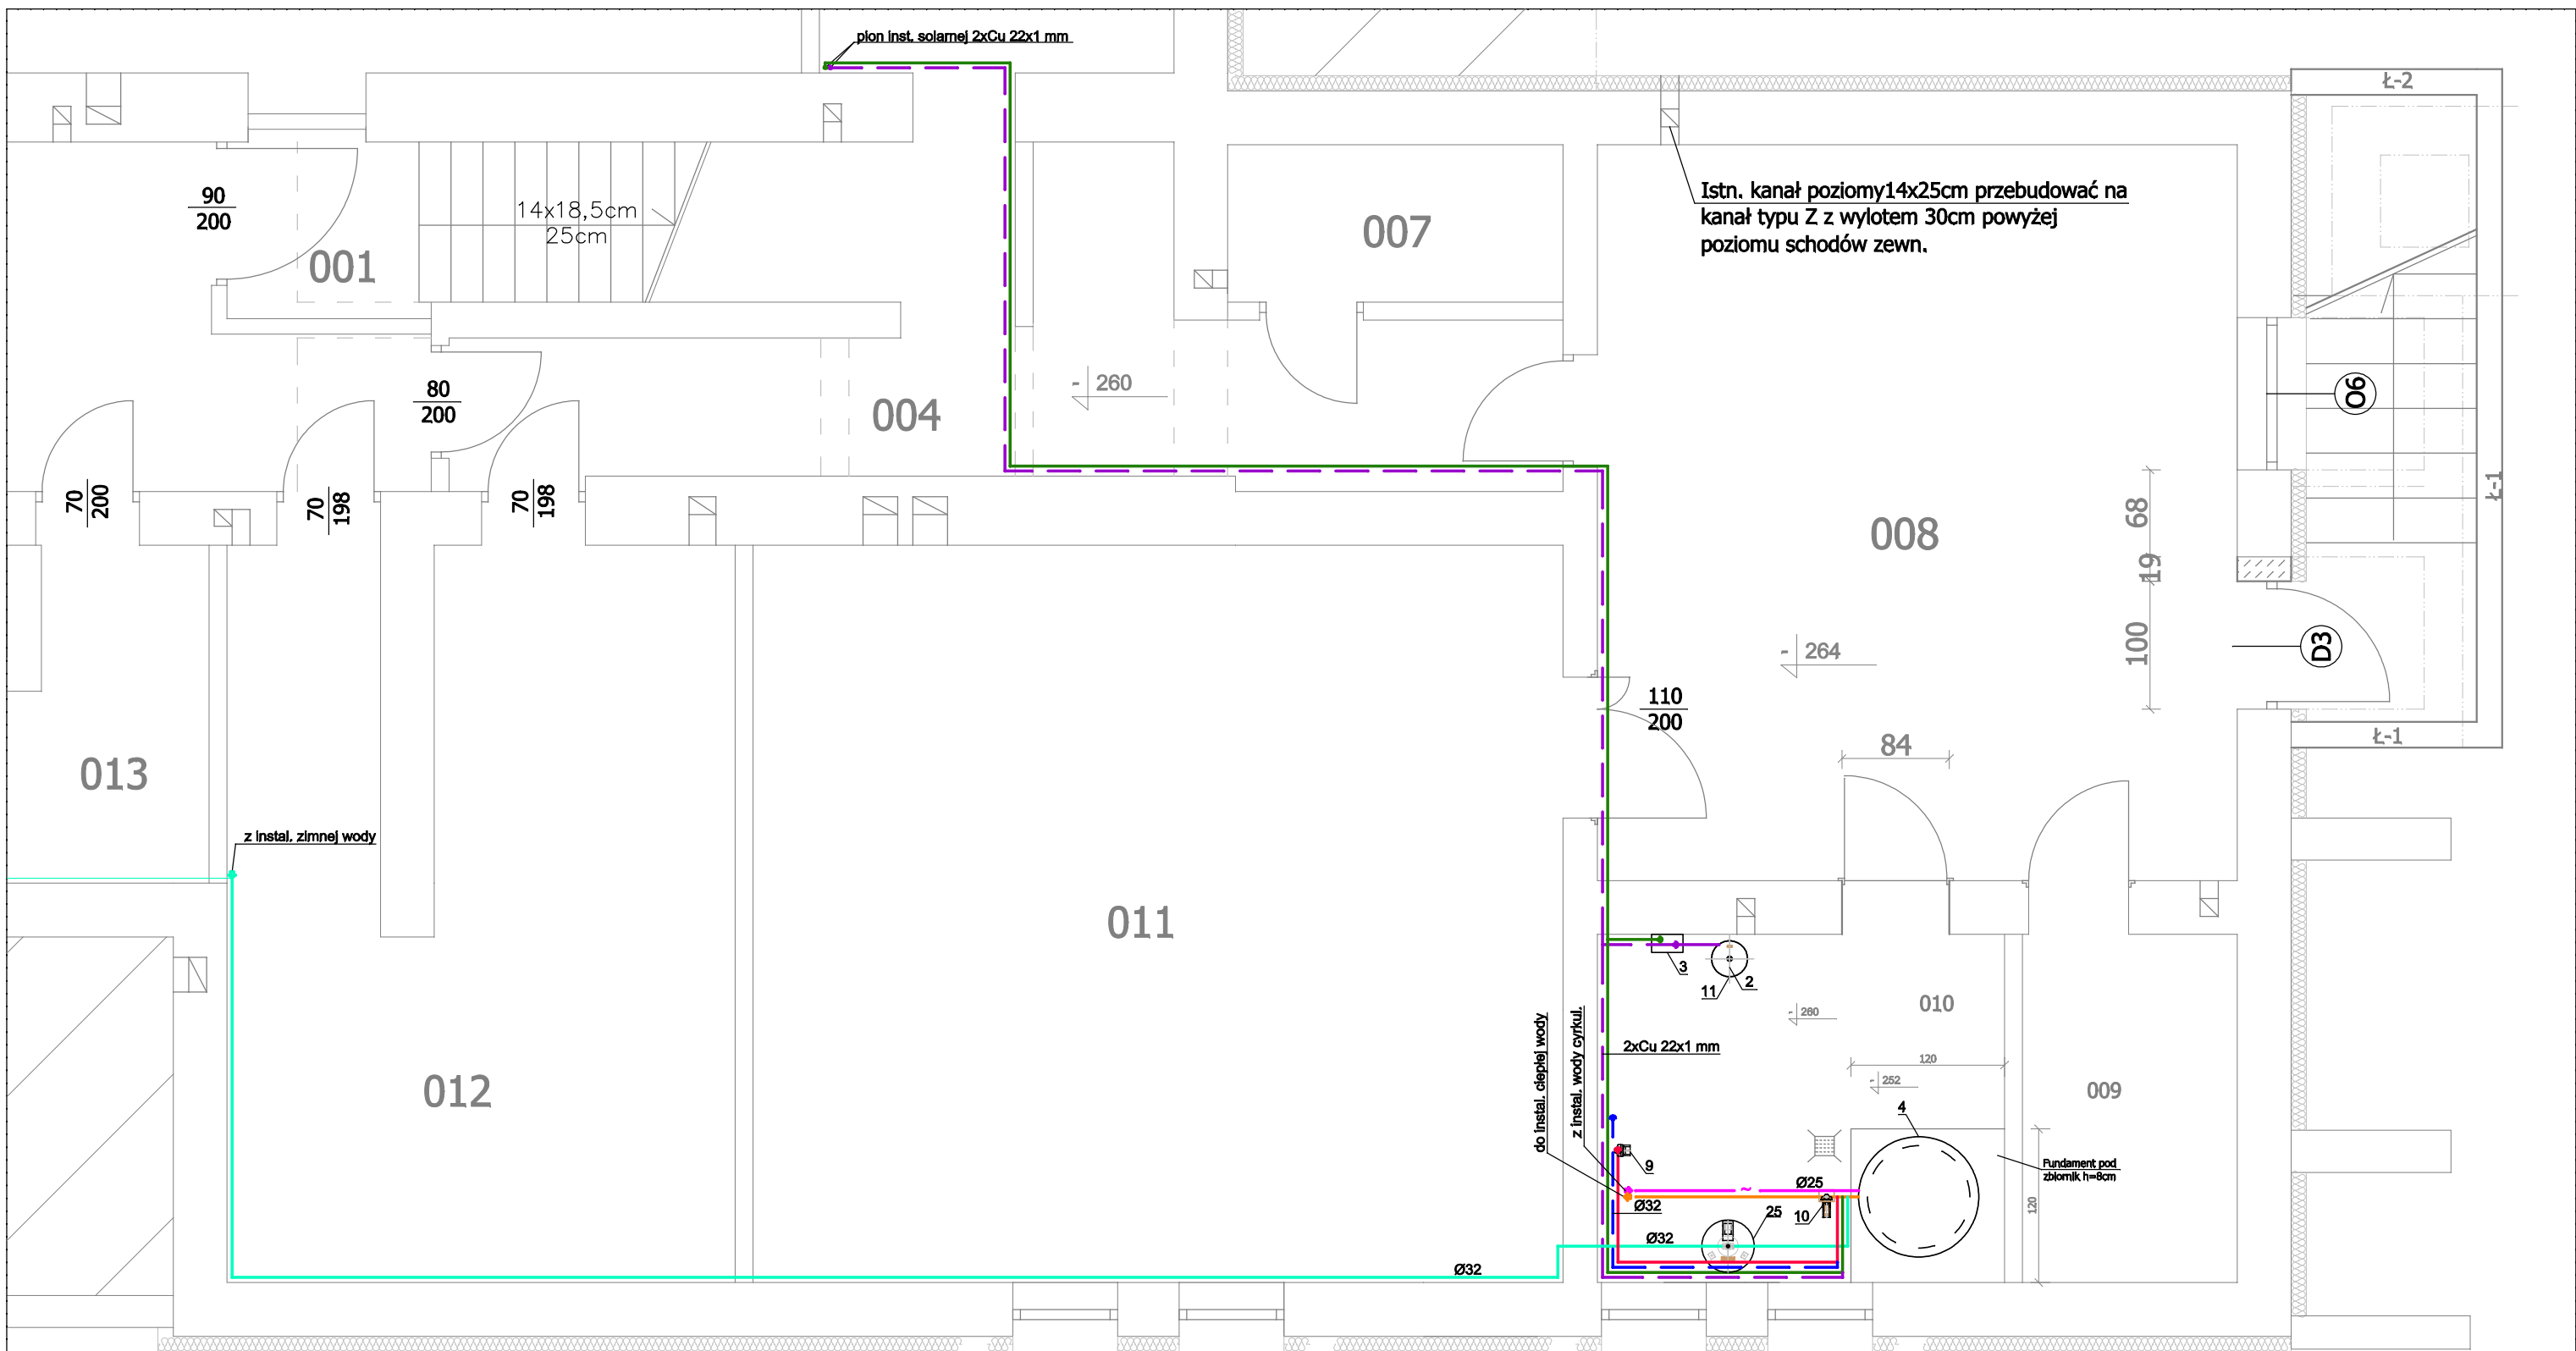 pion inst. solarnej 2xCu 22x1 mm
Ł-2
90
200
14x18,5cm
25cm
001
007
Istn. kanał poziomy14x25cm przebudować na
kanał typu Z z wylotem 30cm powyżej
poziomu schodów zewn.
80
200
004
- 260
O6
70
200
70
198
70
198
008
68
19
100
Ł-1
- 264
D3
110
200
84
Ł-1
013
z instal. zimnej wody
011
3
2
11
010
- 260
do instal. ciepłej wody
z instal. wody cyrkul.
2xCu 22x1 mm
120
- 252
012
009
4
9
Fundament pod
zbiornik h=8cm
Ø25
Ø32
10
25
120
Ø32
~
Ø32